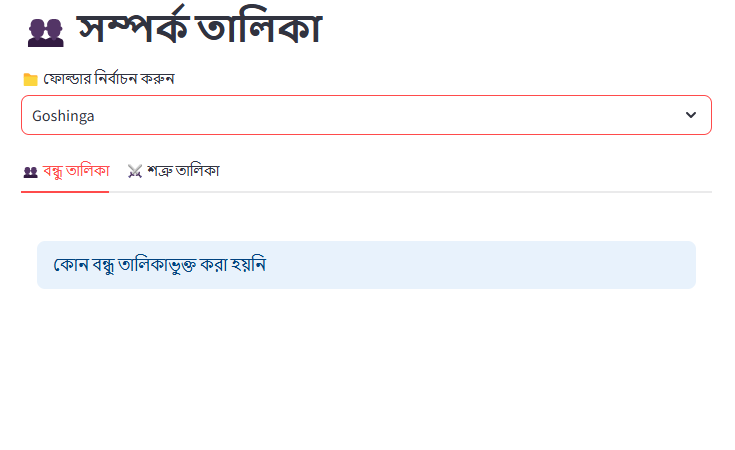 সম্পর্ক তালিকা
ফোল্ডার নির্বাচন করুন
Goshinga
বন্ধু তালিকা শত্রু তালিকা
কোন বন্ধু তালিকাভুক্ত করা হয়নি